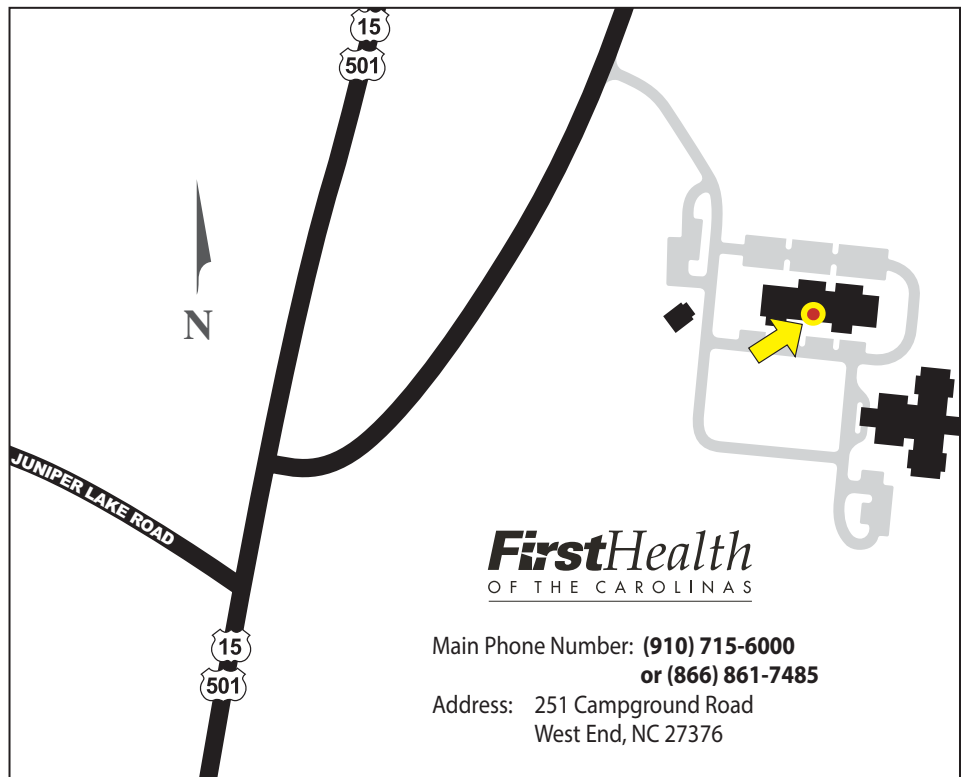 15
501
N
JUNIPER LAKE ROAD
FirstHealth
OF THE CAROLINAS
15
501
Main Phone Number: (910) 715-6000
or (866) 861-7485
Address: 251 Campground Road
West End, NC 27376